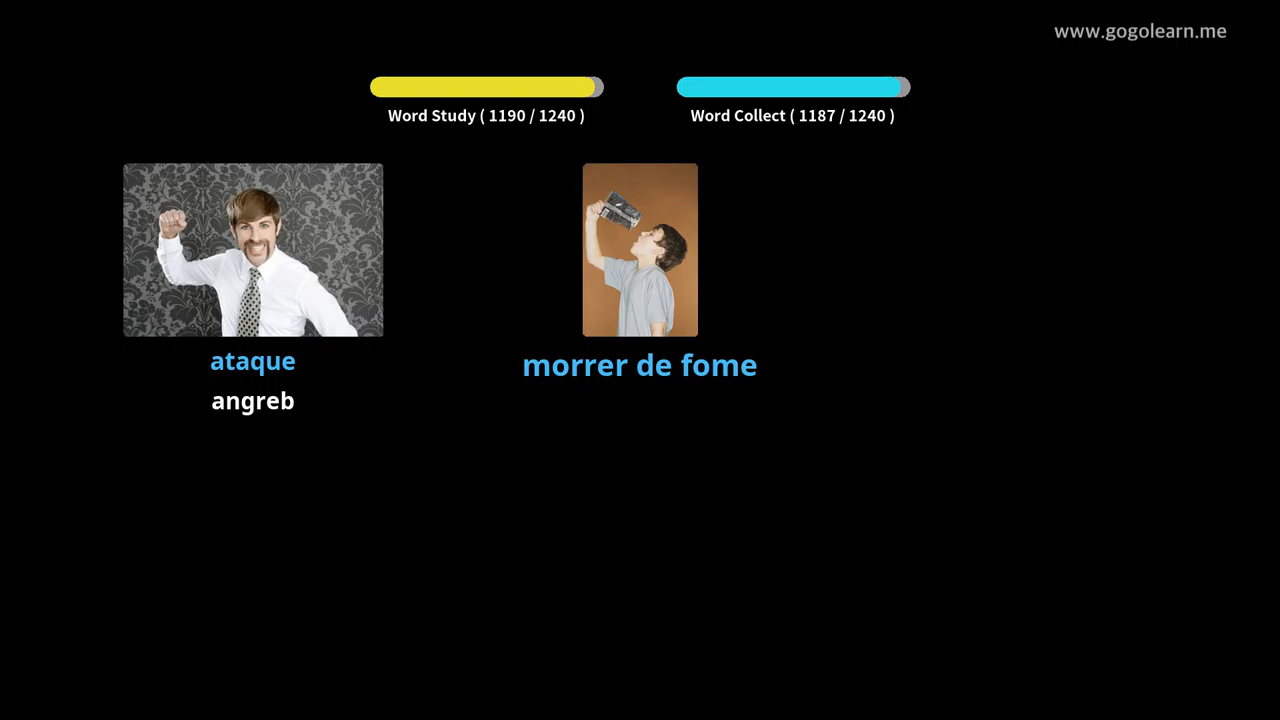 www.gogolearn.me
Word Study ( 1190 / 1240 )
Word Collect ( 1187 / 1240 )
ataque
angreb
morrer de fome